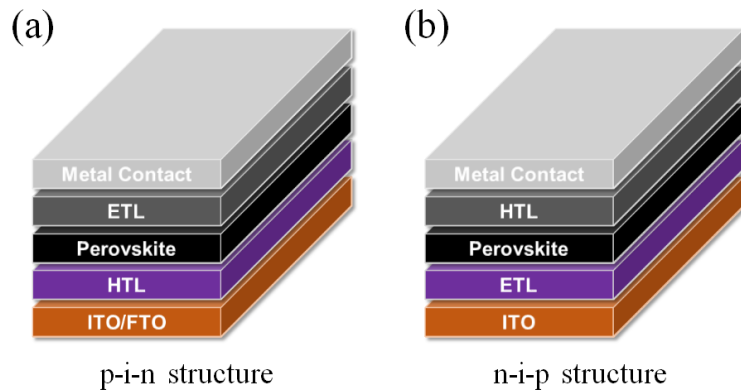 (a)
Metal Contact
ETL
Perovskite
HTL
ITO/FTO
p-i-n structure
(b)
Metal Contact
HTL
Perovskite
ETL
ITO
n-i-p structure